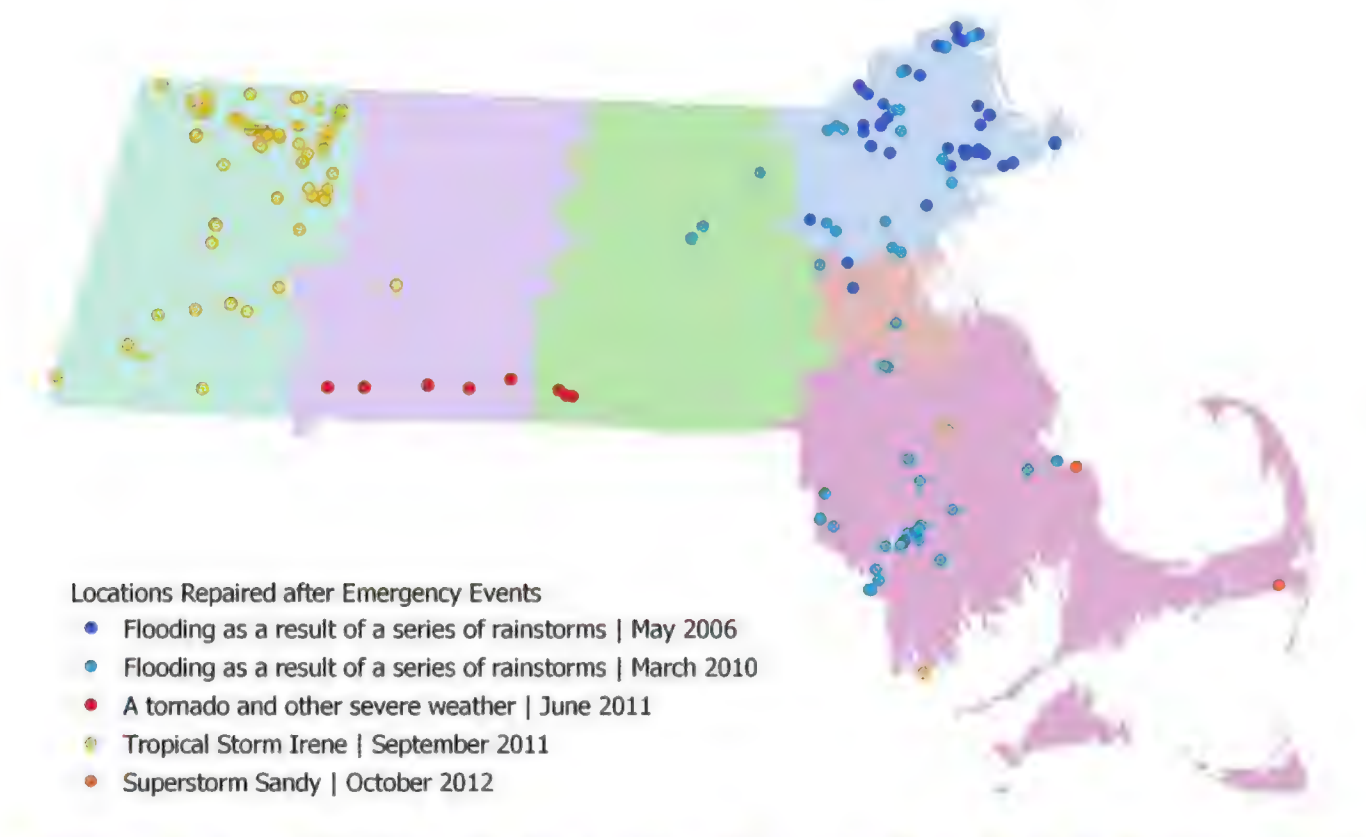 Locations Repaired after Emergency Events
Flooding as a result of a series of rainstorms | May 2006
Flooding as a result of a series of rainstorms | March 2010
A tornado and other severe weather | June 2011
Tropical Storm Irene | September 2011
Superstorm Sandy | October 2012